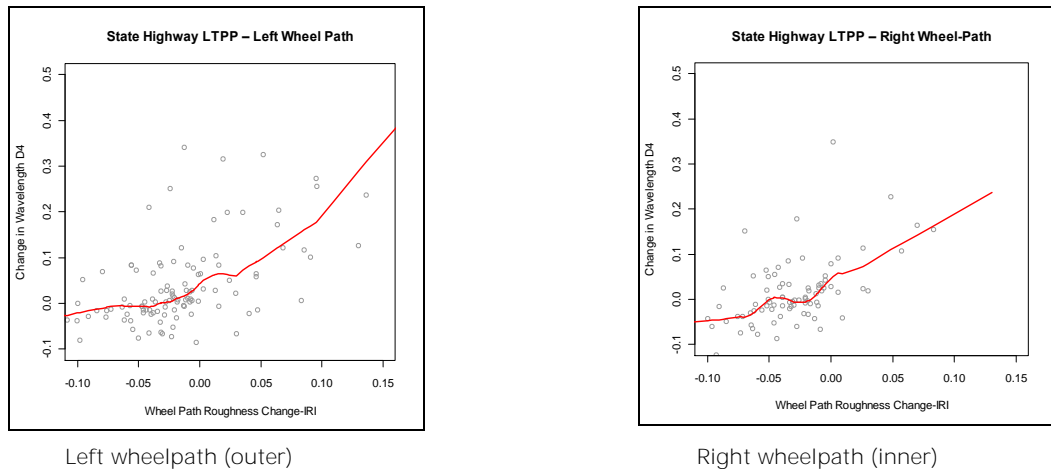 State Highway LTPP – Left Wheel Path
Change in Wavelength D4
0.5
0.4
0.3
0.2
0.1
0.0
-0.1
-0.10 -0.05 0.00 0.05 0.10 0.15
Wheel Path Roughness Change-IRI
Left wheelpath (outer)
State Highway LTPP – Right Wheel-Path
Change in Wavelength D4
0.5
0.4
0.3
0.2
0.1
0.0
-0.1
-0.10 -0.05 0.00 0.05 0.10 0.15
Wheel Path Roughness Change-IRI
Right wheelpath (inner)